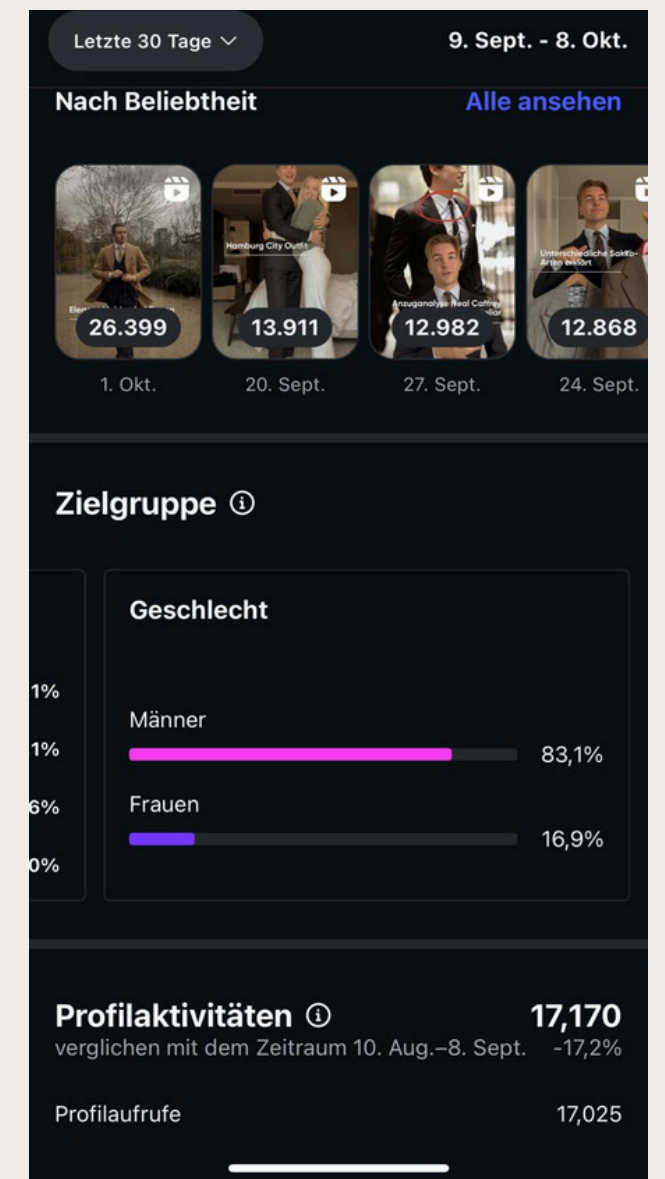 Letzte 30 Tage
9. Sept. - 8. Okt.
Nach Beliebtheit
Alle ansehen
Hamburg City Outfit
Anzuganalyse Neal Caffrey
Unterschiedliche Sakko-
Arten erklärt
26.399
13.911
12.982
12.868
1. Okt.
20. Sept.
27. Sept.
24. Sept.
Zielgruppe
Geschlecht
1%
Männer
1%
83,1%
6%
Frauen
16,9%
0%
Profilaktivitäten
17,170
verglichen mit dem Zeitraum 10. Aug.–8. Sept.
-17,2%
Profilaufrufe
17,025